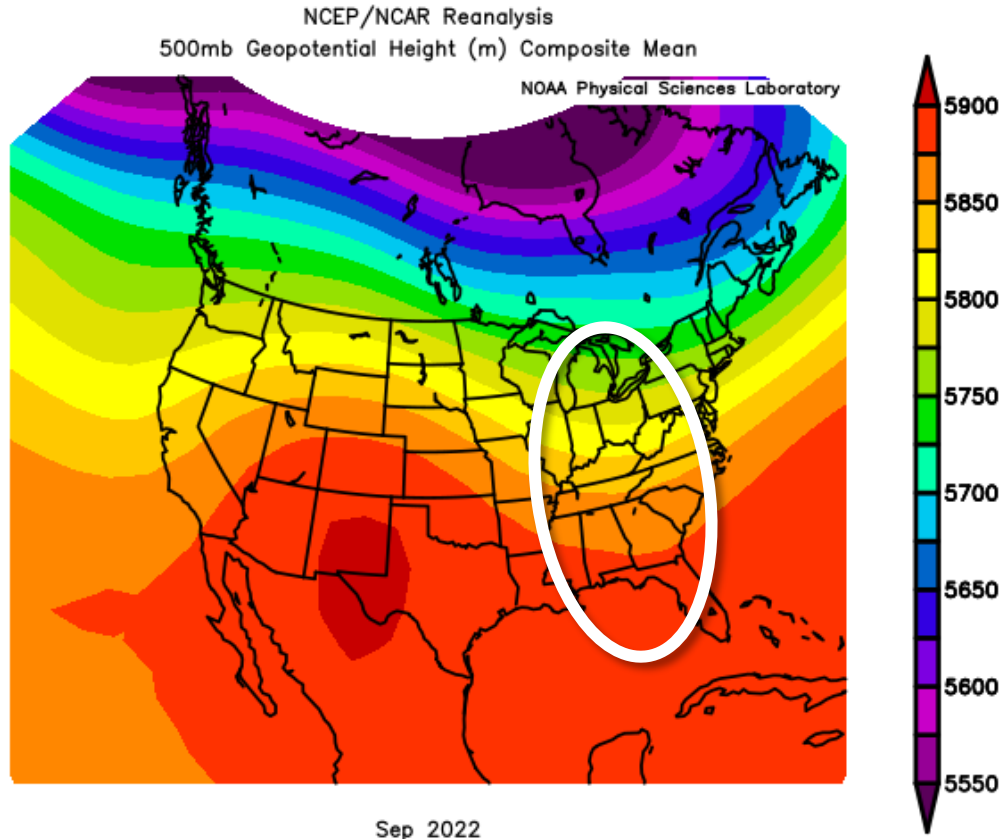 NCEP/NCAR Reanalysis
500mb Geopotential Height (m) Composite Mean
NOAA Physical Sciences Laboratory
5900
5850
5800
5750
5700
5650
5600
5550
Sep 2022